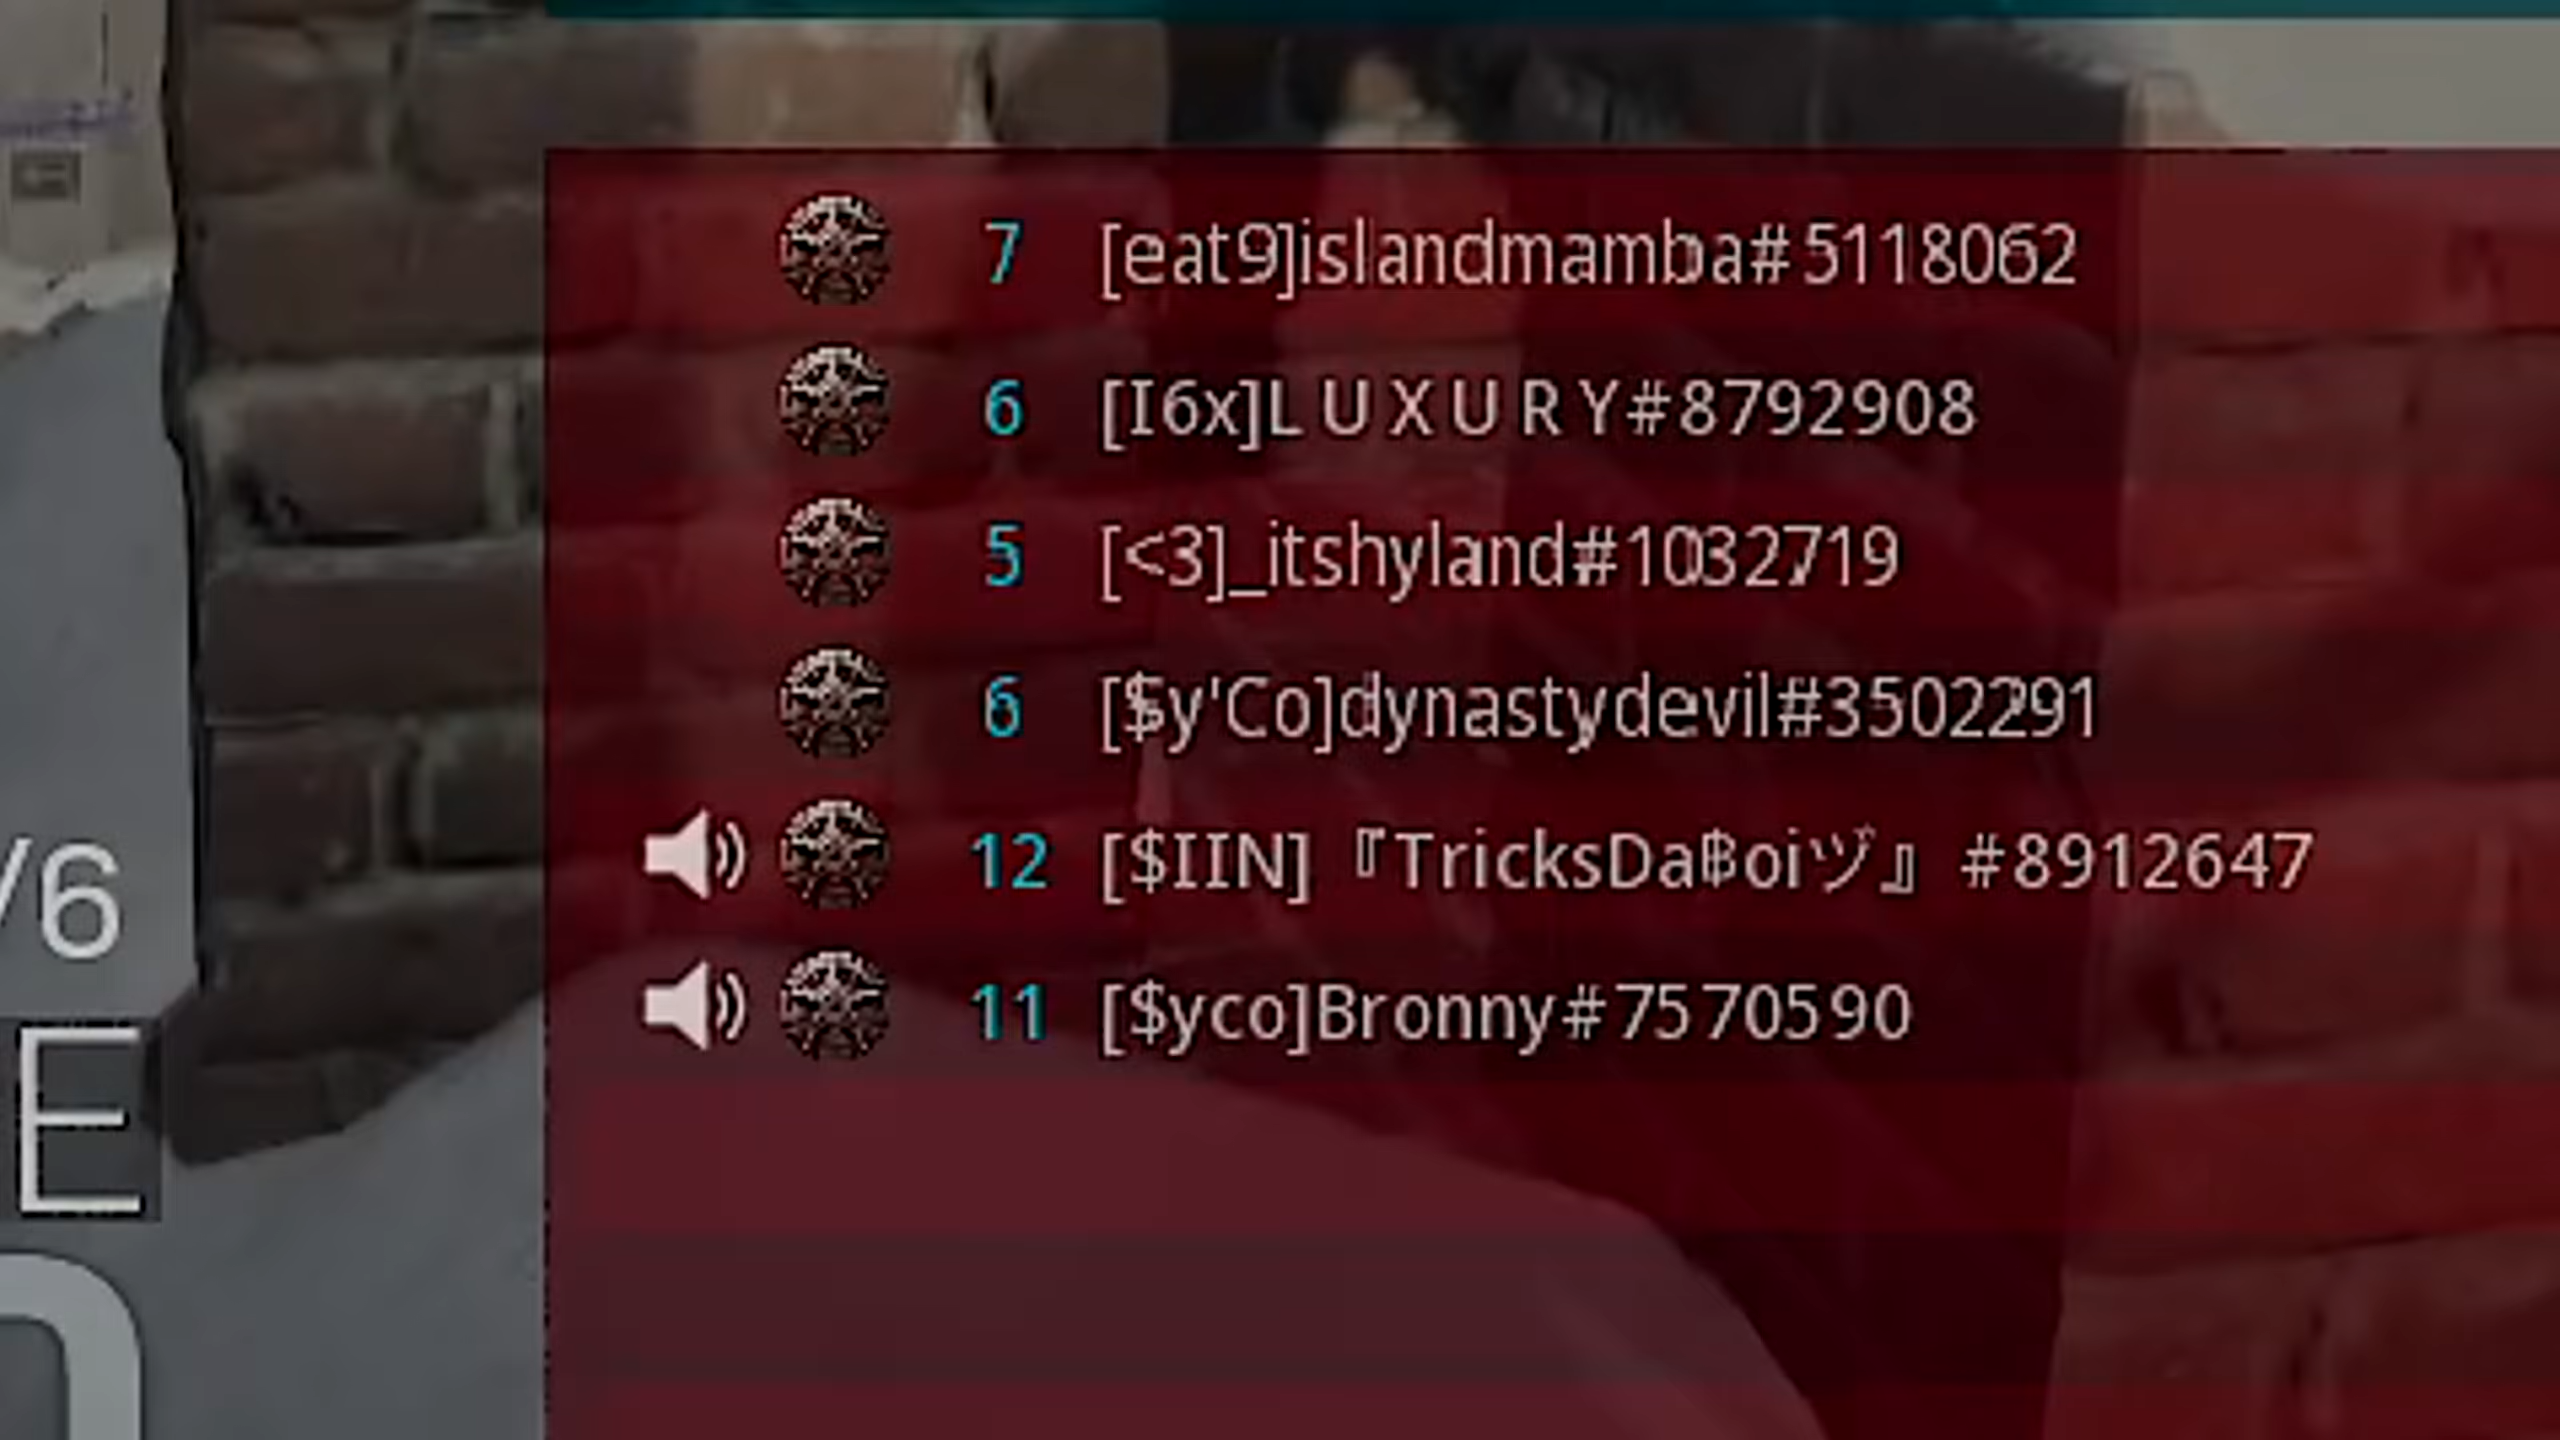 7 [eat9]islandmamba#5118062
6 [I6x]L U X U R Y#8792908
5 [<3]_itshyland#1032719
6 [$y'Co]dynastydevil#3502291
12 [$IIN] 『TricksDa฿oiヅ』 #8912647
11 [$yco]Bronny#7570590
/6
E